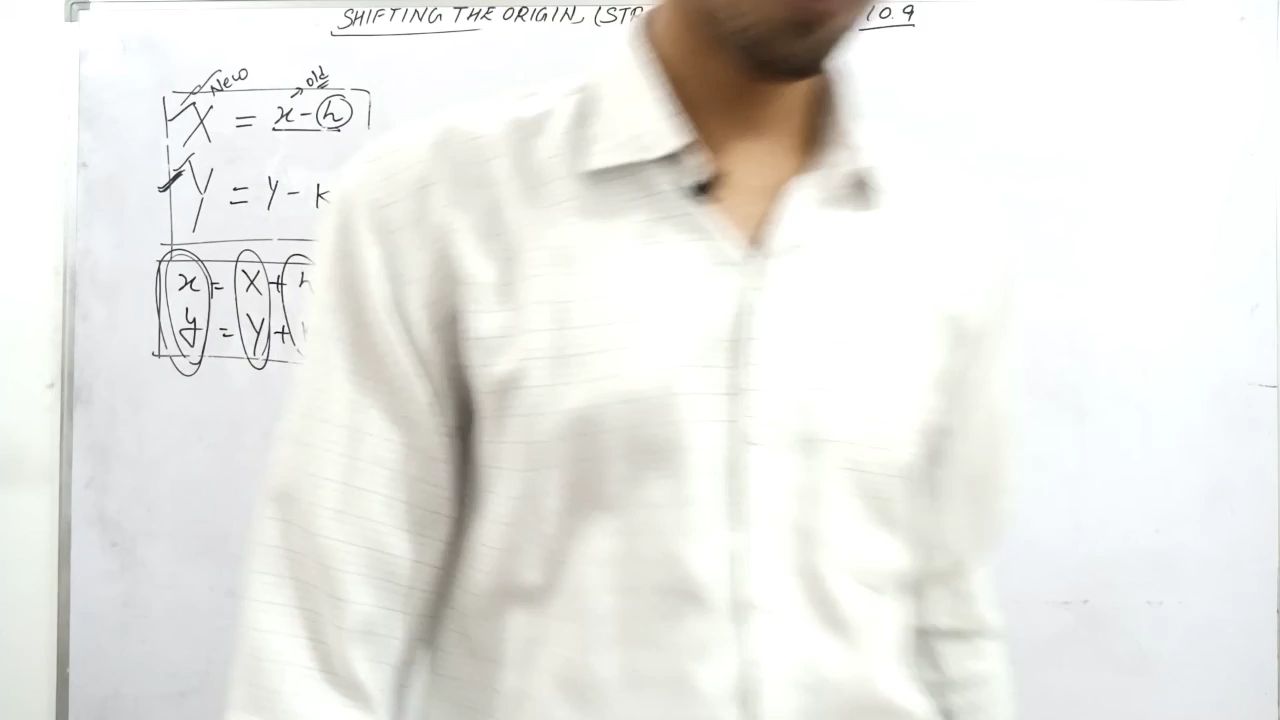 SHIFTING THE ORIGIN, (STR 10.9
New old
X = x - h
Y = y - k
x = X + h
y = Y +